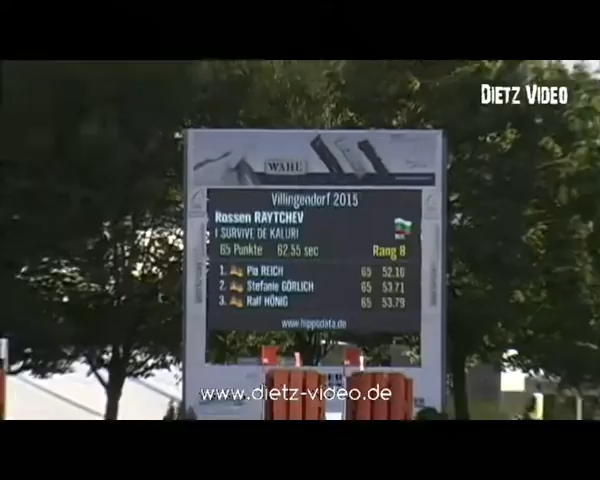 DIETZ VIDEO
WAHL
Villingendorf 2015
Rossen RAYTCHEV
I SURVIVE DE KALURI
65 Punkte 62.55 sec Rang 8
1. Pia REICH 65 52.10
2. Stefanie GÖRLICH 65 53.71
3. Ralf HÖNIG 65 53.79
www.hippodata.de
www.dietz-video.de